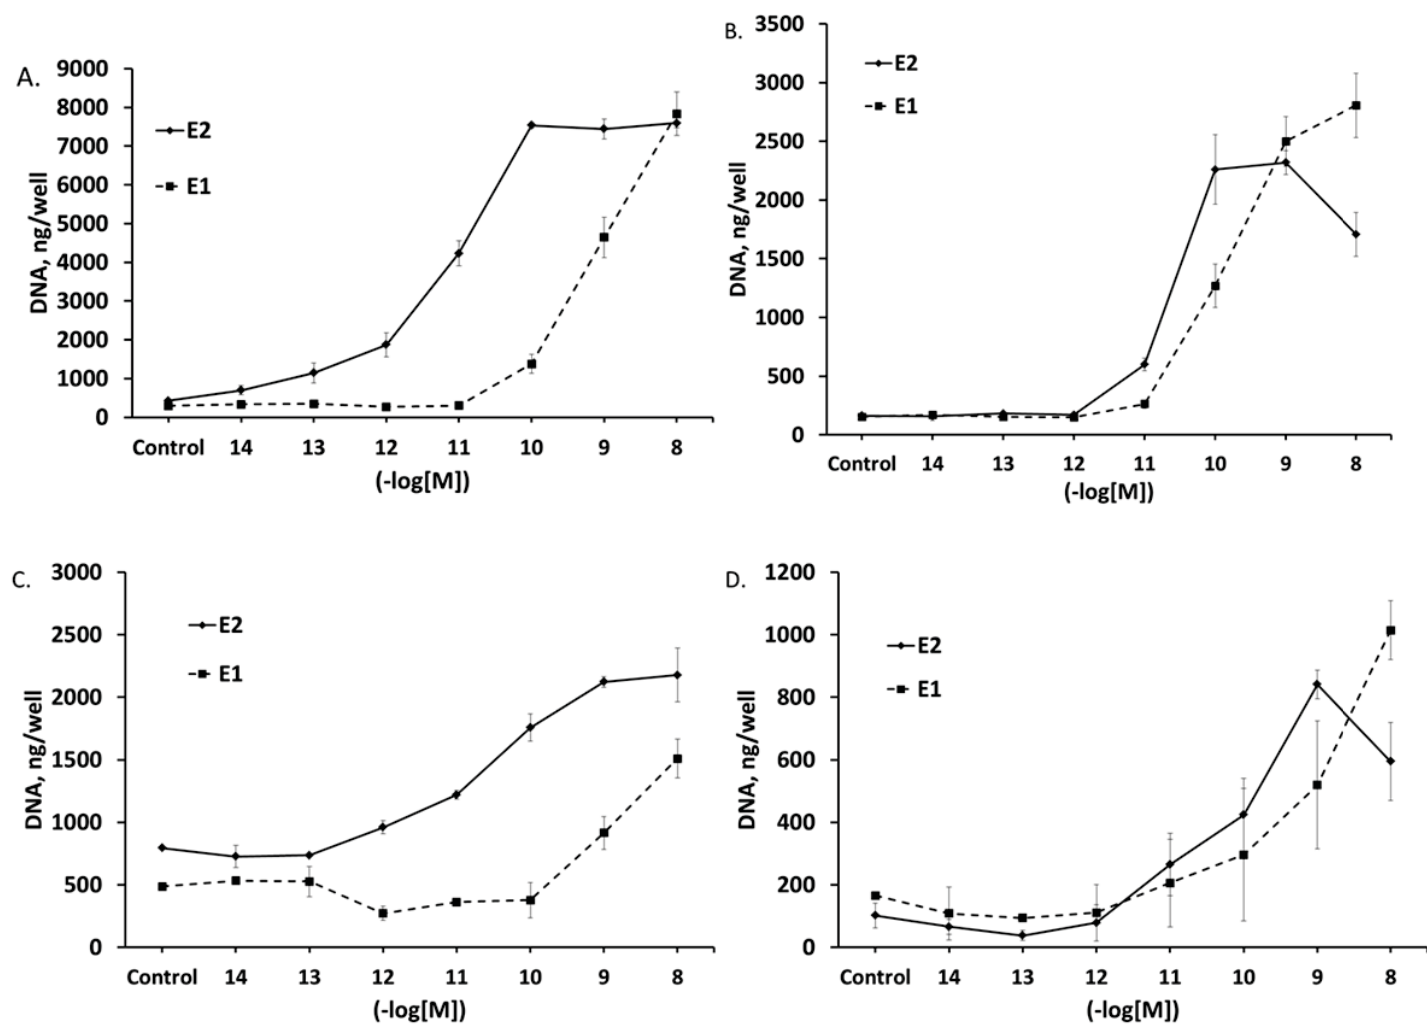 A.
9000
8000
7000
6000
5000
4000
3000
2000
1000
0
DNA, ng/well
E2
E1
Control 14 13 12 11 10 9 8
(-log[M])
B.
3500
3000
2500
2000
1500
1000
500
0
DNA, ng/well
E2
E1
Control 14 13 12 11 10 9 8
(-log[M])
C.
3000
2500
2000
1500
1000
500
0
DNA, ng/well
E2
E1
Control 14 13 12 11 10 9 8
(-log[M])
D.
1200
1000
800
600
400
200
0
DNA, ng/well
E2
E1
Control 14 13 12 11 10 9 8
(-log[M])